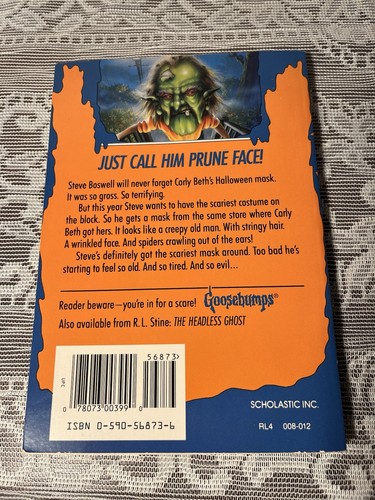 JUST CALL HIM PRUNE FACE!
Steve Boswell will never forget Carly Beth's Halloween mask.
It was so gross. So terrifying.
But this year Steve wants to have the scariest costume on
the block. So he gets a mask from the same store where Carly
Beth got hers. It looks like a creepy old man. With stringy hair.
A wrinkled face. And spiders crawling out of the ears!
Steve's definitely got the scariest mask around. Too bad he's
starting to feel so old. And so tired. And so evil...
Reader beware—you're in for a scare! Goosebumps®
Also available from R.L. Stine: THE HEADLESS GHOST
56873>
0 78073 00399 0
ISBN 0-590-56873-6
SCHOLASTIC INC.
RL4 008-012